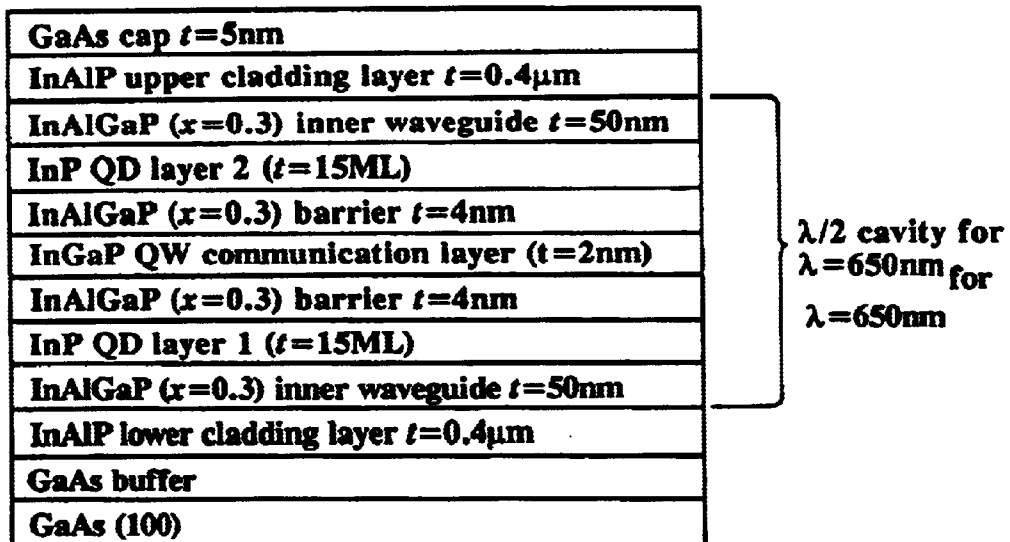 GaAs cap t=5nm
InAlP upper cladding layer t=0.4μm
InAlGaP (x=0.3) inner waveguide t=50nm
InP QD layer 2 (t=15ML)
InAlGaP (x=0.3) barrier t=4nm
InGaP QW communication layer (t=2nm)
InAlGaP (x=0.3) barrier t=4nm
InP QD layer 1 (t=15ML)
InAlGaP (x=0.3) inner waveguide t=50nm
InAlP lower cladding layer t=0.4μm
GaAs buffer
GaAs (100)
λ/2 cavity for
λ=650nm for
λ=650nm